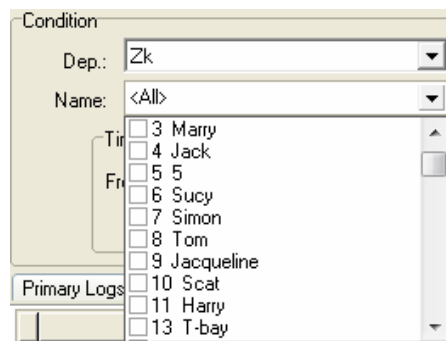 Condition
Dep.: Zk
Name: <All>
3 Marry
4 Jack
5 5
6 Sucy
7 Simon
8 Tom
9 Jacqueline
10 Scat
11 Harry
13 T-bay
Primary Logs